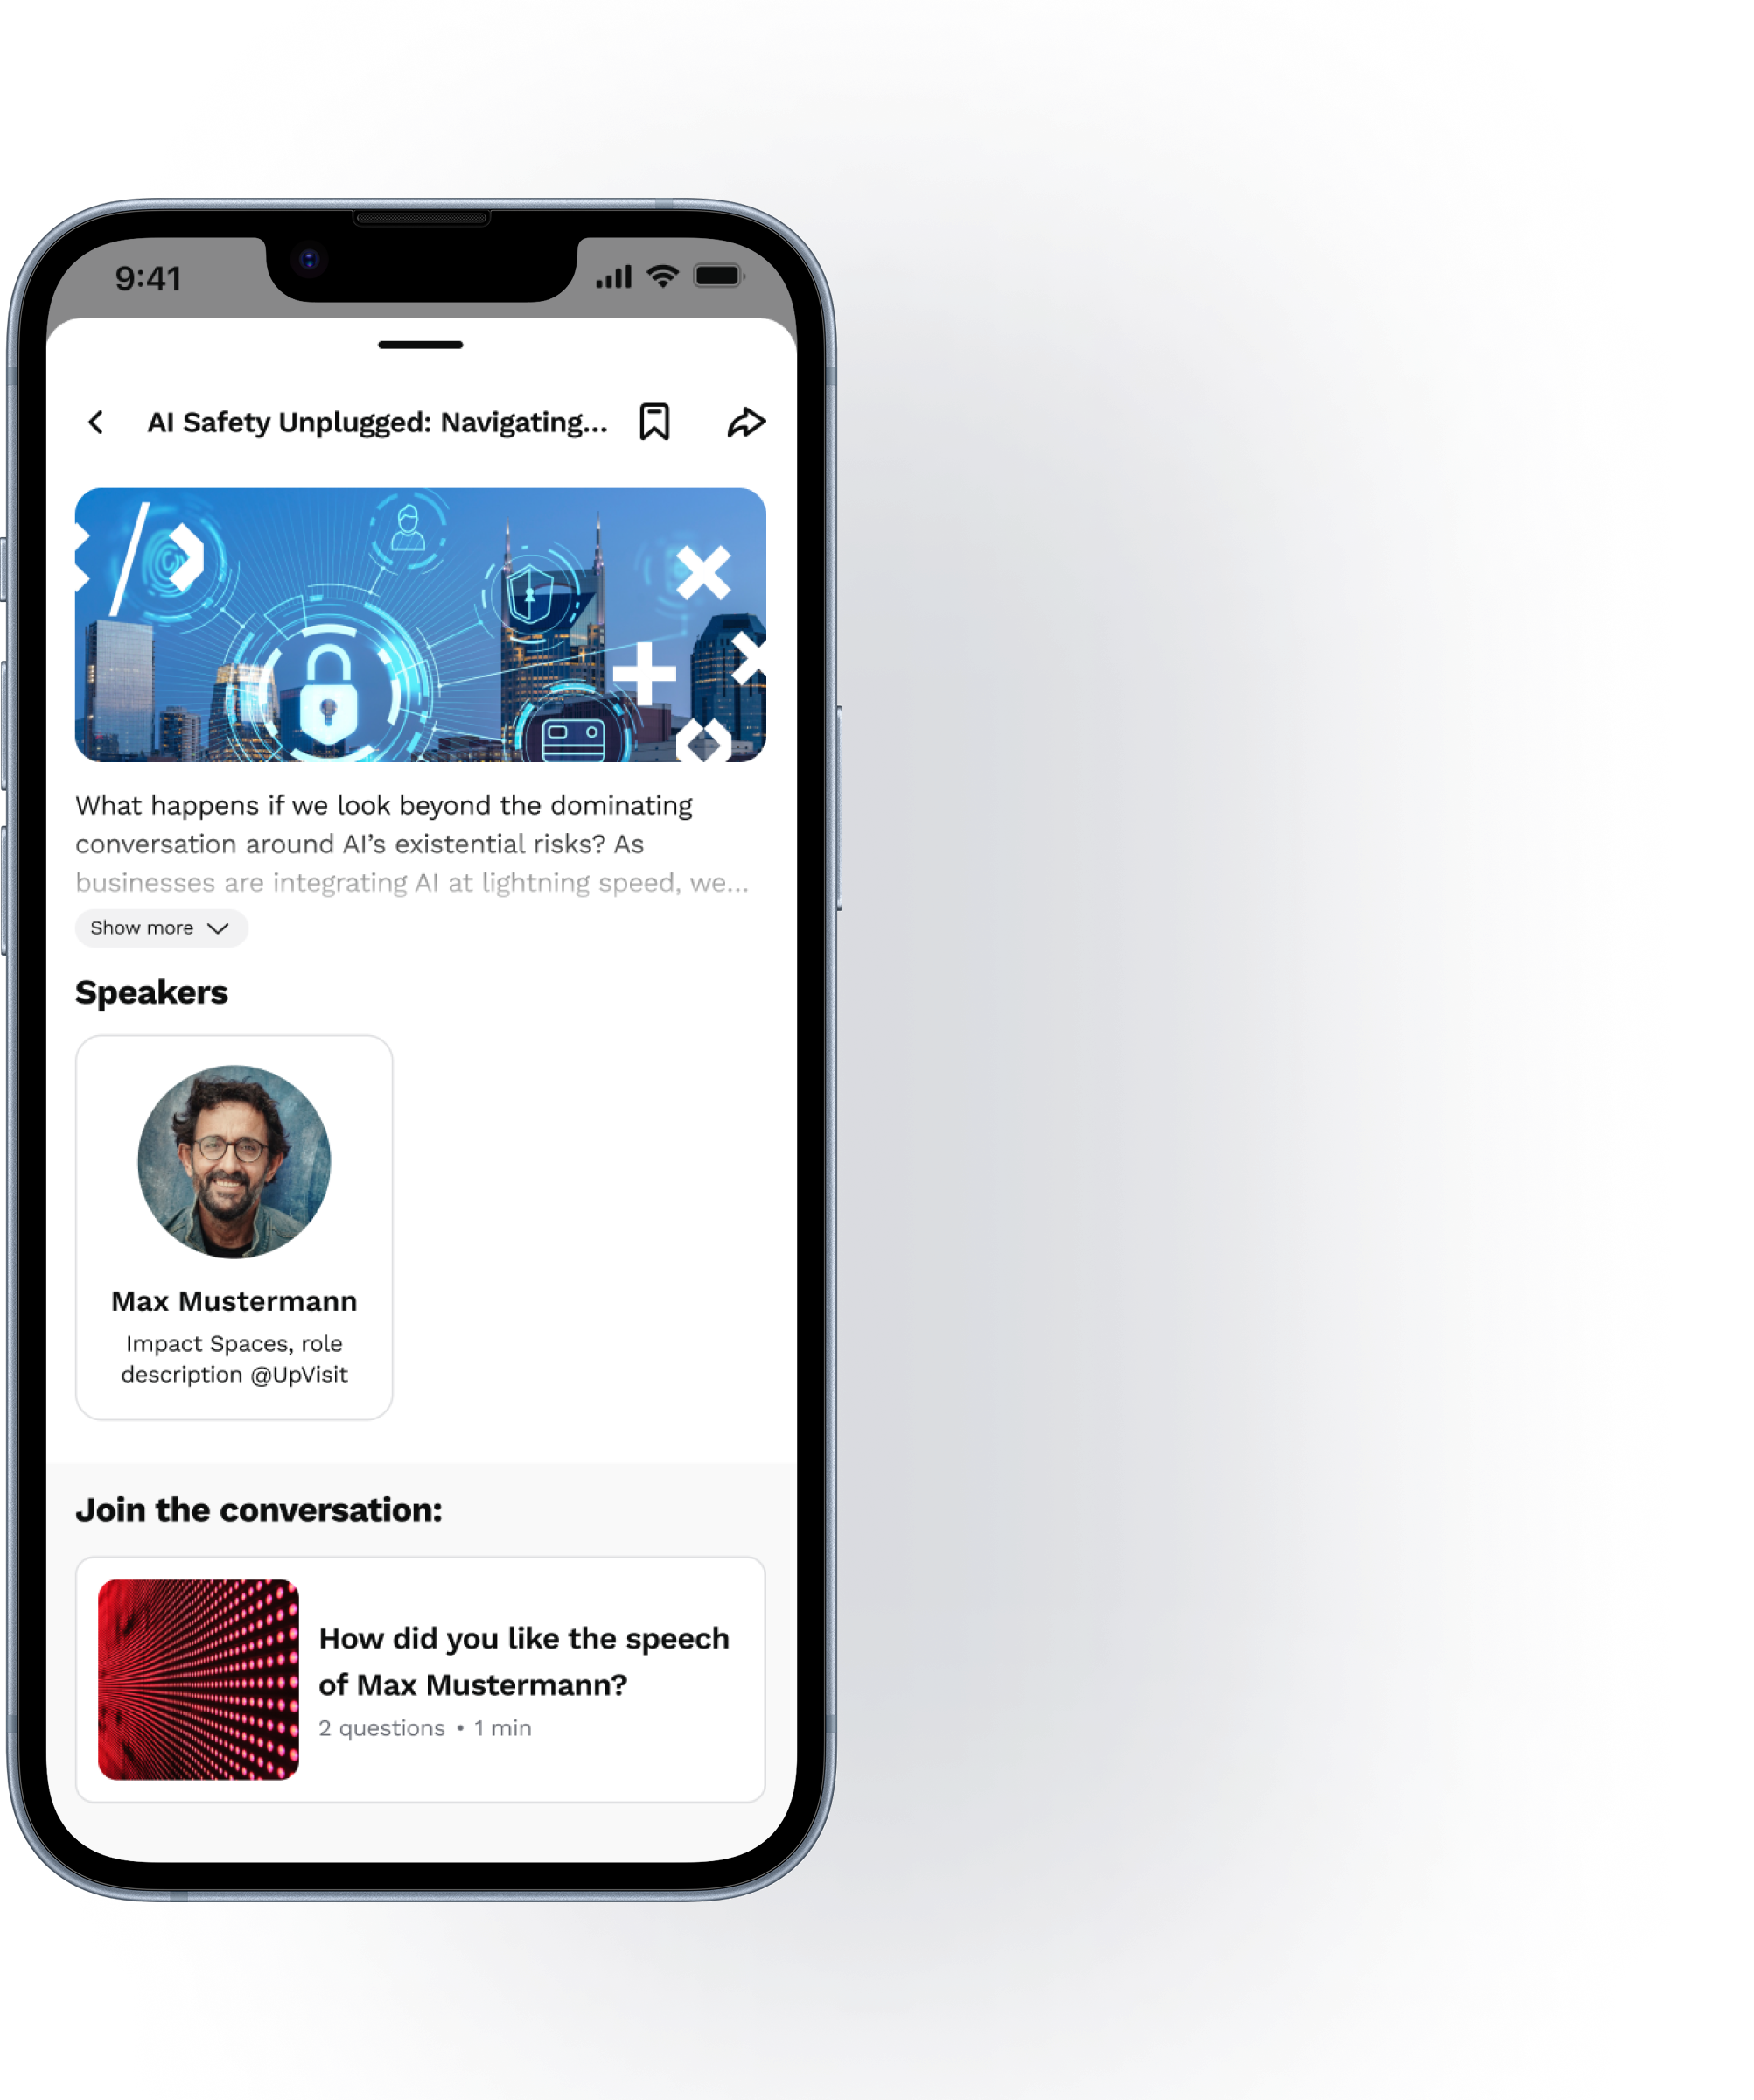 9:41
AI Safety Unplugged: Navigating...
What happens if we look beyond the dominating
conversation around AI’s existential risks? As
businesses are integrating AI at lightning speed, we...
Show more
Speakers
Max Mustermann
Impact Spaces, role
description @UpVisit
Join the conversation:
How did you like the speech
of Max Mustermann?
2 questions • 1 min